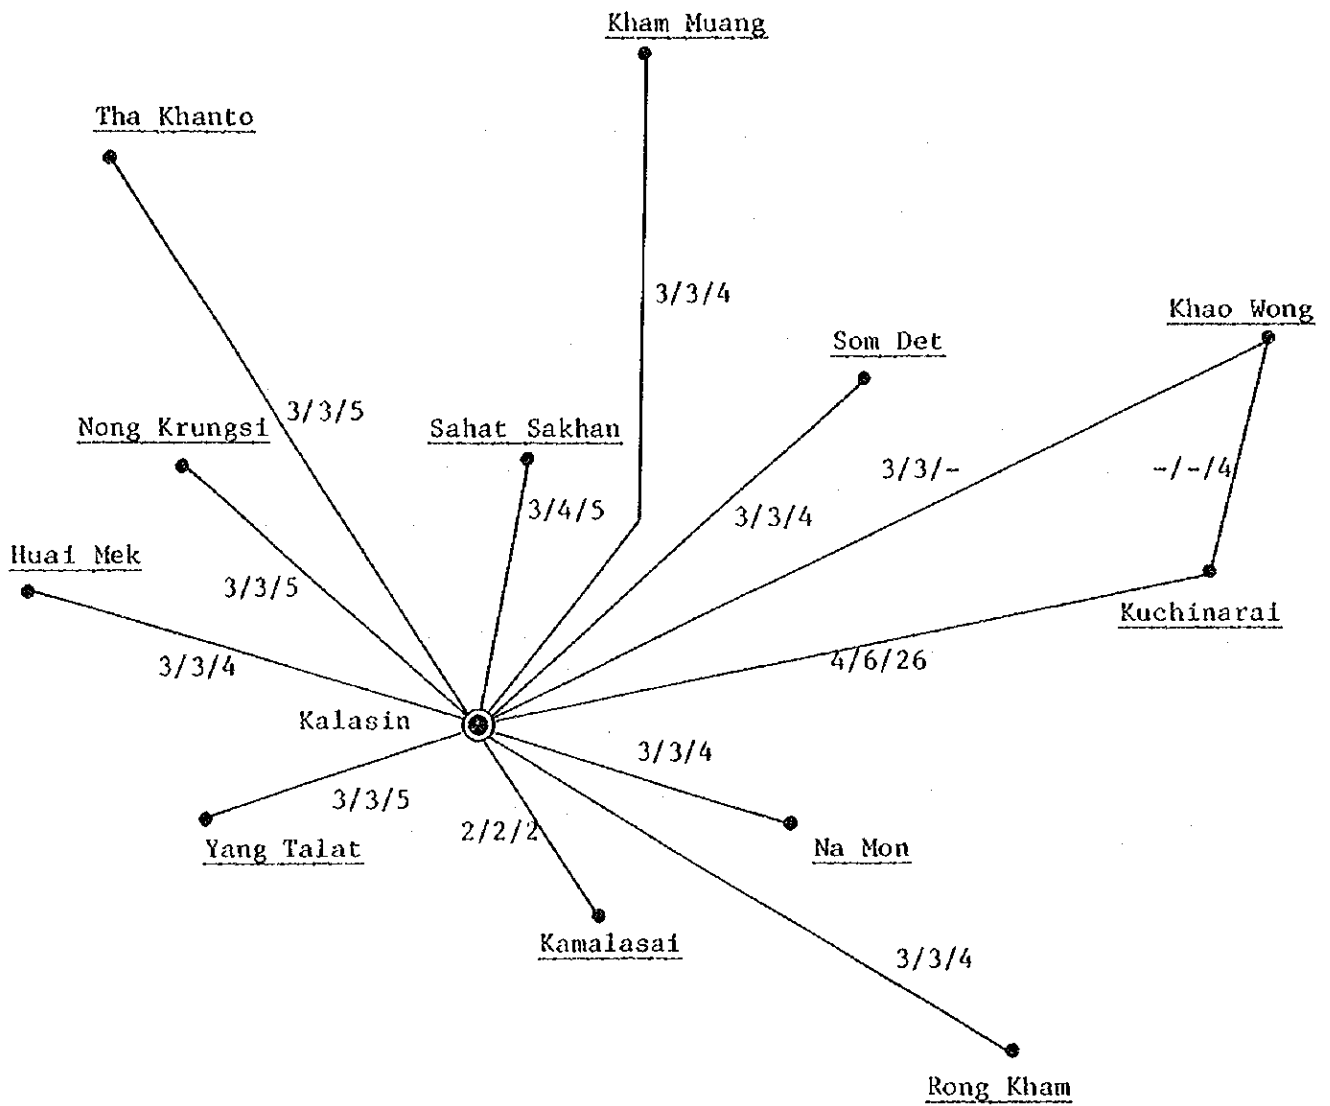 Kham Muang
Tha Khanto
3/3/4
Khao Wong
Som Det
3/3/5
Nong Krungsi
Sahat Sakhan
3/3/-
-/-/4
3/4/5
3/3/4
Huai Mek
3/3/5
Kuchinarai
3/3/4
4/6/26
Kalasin
3/3/4
3/3/5
2/2/2
Yang Talat
Na Mon
Kamalasai
3/3/4
Rong Kham